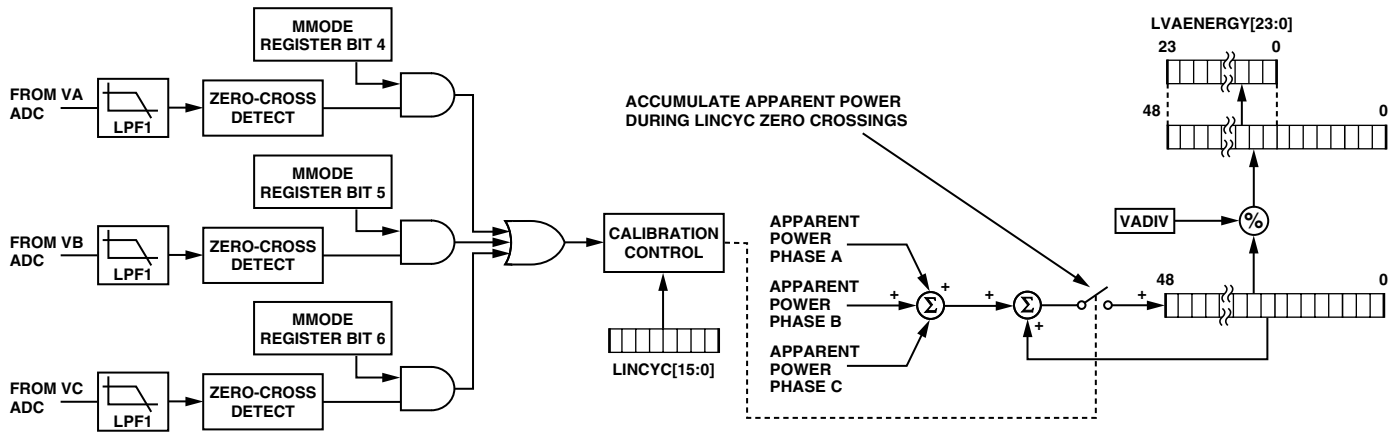 MMODE
REGISTER BIT 4
FROM VA
ADC
LPF1
ZERO-CROSS
DETECT
MMODE
REGISTER BIT 5
FROM VB
ADC
LPF1
ZERO-CROSS
DETECT
MMODE
REGISTER BIT 6
FROM VC
ADC
LPF1
ZERO-CROSS
DETECT
CALIBRATION
CONTROL
LINCYC[15:0]
ACCUMULATE APPARENT POWER
DURING LINCYC ZERO CROSSINGS
APPARENT
POWER
PHASE A
APPARENT
POWER
PHASE B
APPARENT
POWER
PHASE C
+
+
Σ
+
Σ
+
+
48
0
VADIV
%
48
0
LVAENERGY[23:0]
23
0